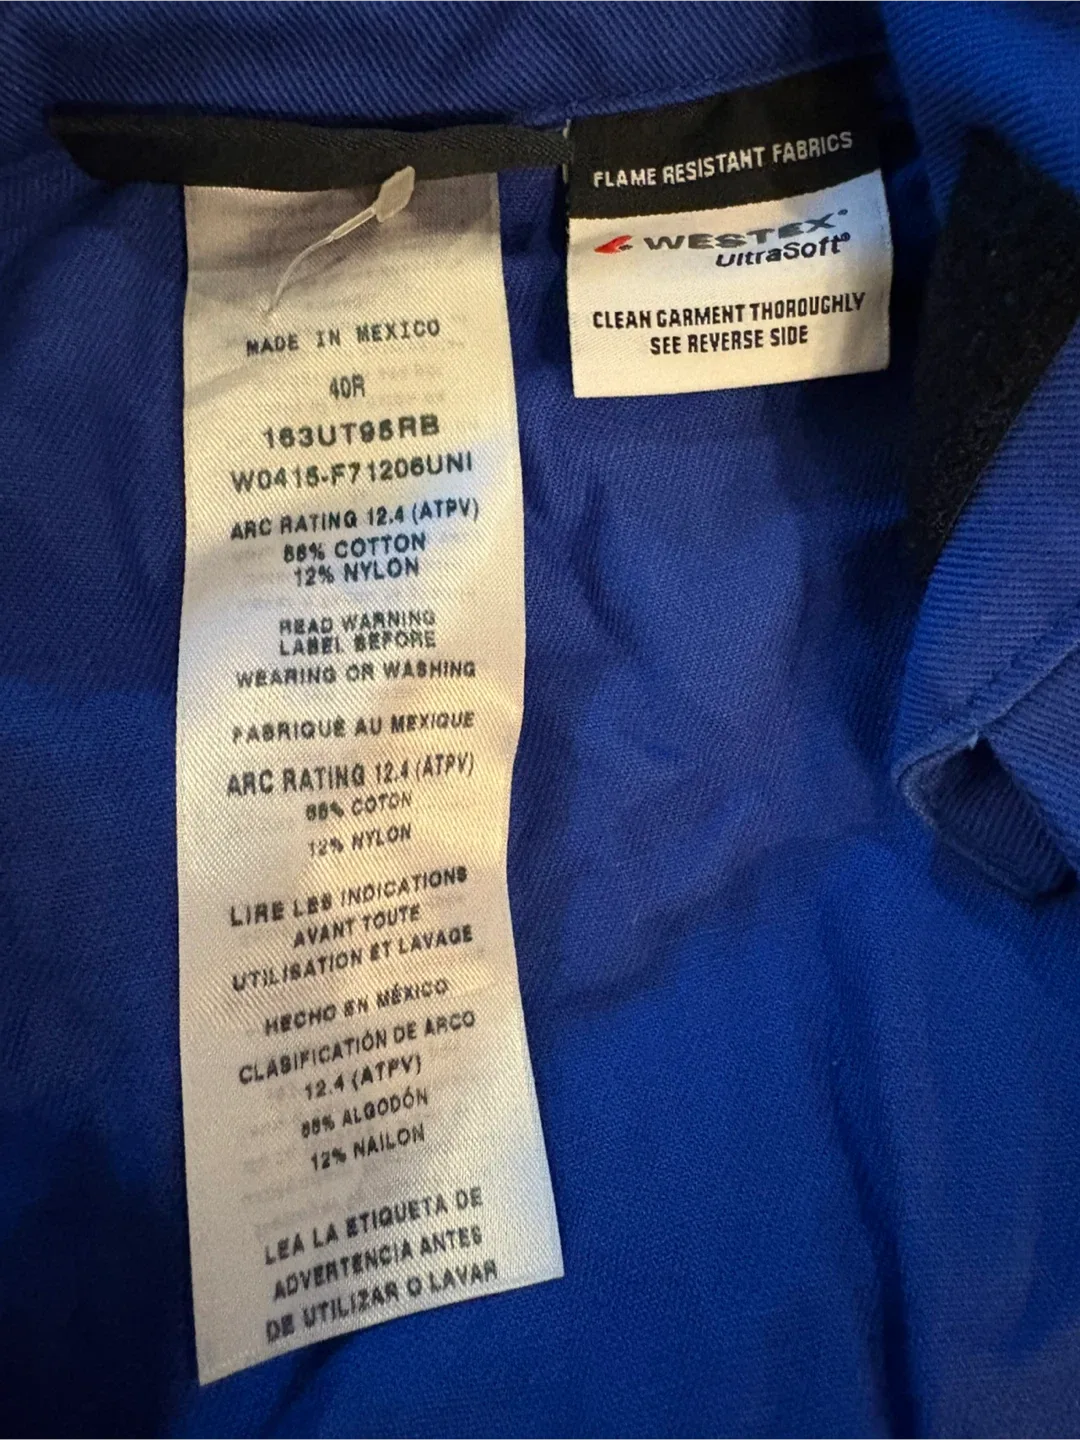 MADE IN MEXICO
40R
163UT95RB
W0415-F71206UNI
ARC RATING 12.4 (ATPV)
88% COTTON
12% NYLON
READ WARNING
LABEL BEFORE
WEARING OR WASHING
FABRIQUÉ AU MEXIQUE
ARC RATING 12.4 (ATPV)
88% COTON
12% NYLON
LIRE LES INDICATIONS
AVANT TOUTE
UTILISATION ET LAVAGE
HECHO EN MÉXICO
CLASIFICATIÓN DE ARCO
12.4 (ATPV)
88% ALGODÓN
12% NAILON
LEA LA ETIQUETA DE
ADVERTENCIA ANTES
DE UTILIZAR O LAVAR
FLAME RESISTANT FABRICS
WESTEX®
UltraSoft®
CLEAN GARMENT THOROUGHLY
SEE REVERSE SIDE